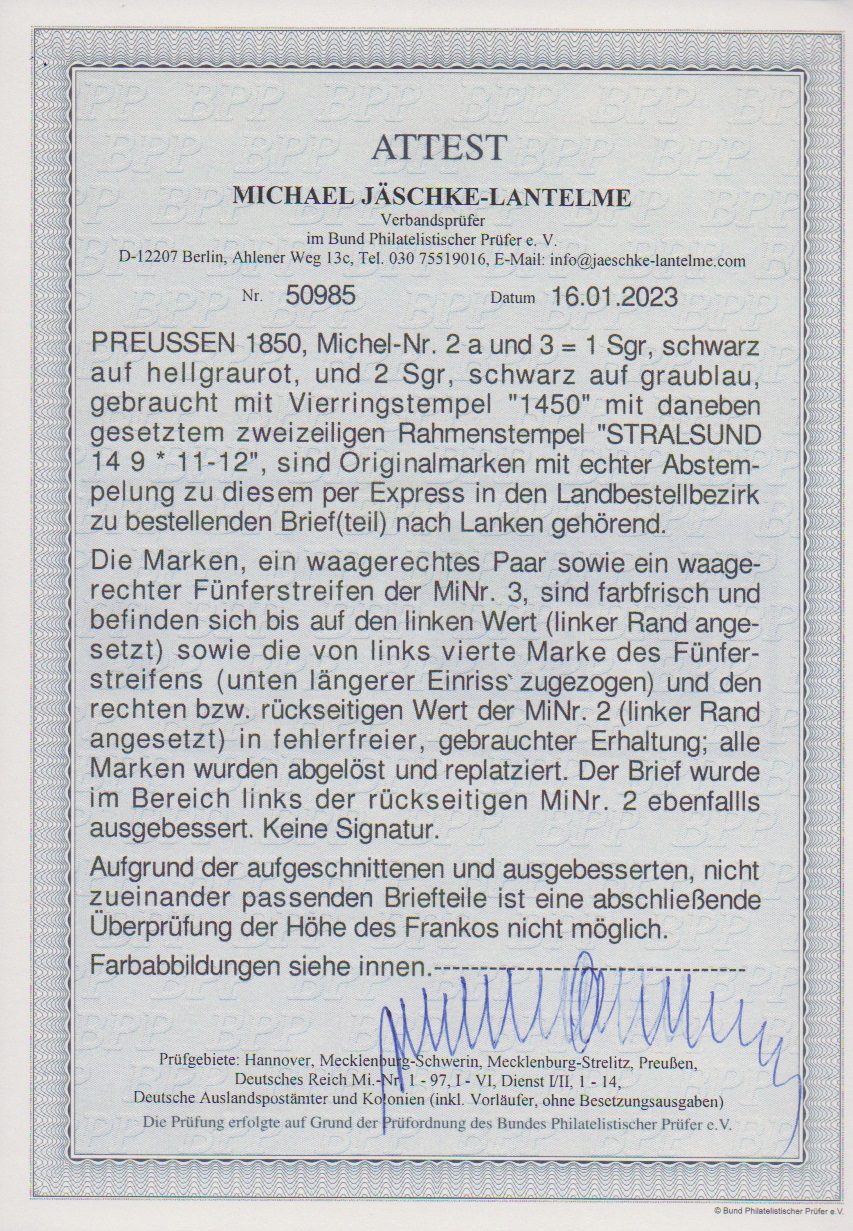 ATTEST
MICHAEL JÄSCHKE-LANTELME
Verbandsprüfer
im Bund Philatelistischer Prüfer e. V.
D-12207 Berlin, Ahlener Weg 13c, Tel. 030 75519016, E-Mail: info@jaeschke-lantelme.com
Nr. 50985 Datum 16.01.2023
PREUSSEN 1850, Michel-Nr. 2 a und 3 = 1 Sgr, schwarz
auf hellgraurot, und 2 Sgr, schwarz auf graublau,
gebraucht mit Vierringstempel "1450" mit daneben
gesetztem zweizeiligen Rahmenstempel "STRALSUND
14 9 * 11-12", sind Originalmarken mit echter Abstem-
pelung zu diesem per Express in den Landbestellbezirk
zu bestellenden Brief(teil) nach Lanken gehörend.
Die Marken, ein waagerechtes Paar sowie ein waage-
rechter Fünferstreifen der MiNr. 3, sind farbfrisch und
befinden sich bis auf den linken Wert (linker Rand ange-
setzt) sowie die von links vierte Marke des Fünfer-
streifens (unten längerer Einriss zugezogen) und den
rechten bzw. rückseitigen Wert der MiNr. 2 (linker Rand
angesetzt) in fehlerfreier, gebrauchter Erhaltung; alle
Marken wurden abgelöst und replatziert. Der Brief wurde
im Bereich links der rückseitigen MiNr. 2 ebenfallls
ausgebessert. Keine Signatur.
Aufgrund der aufgeschnittenen und ausgebesserten, nicht
zueinander passenden Briefteile ist eine abschließende
Überprüfung der Höhe des Frankos nicht möglich.
Farbabbildungen siehe innen.----------------------------------
Prüfgebiete: Hannover, Mecklenburg-Schwerin, Mecklenburg-Strelitz, Preußen,
Deutsches Reich Mi.-Nr. 1 - 97, I - VI, Dienst I/II, 1 - 14,
Deutsche Auslandspostämter und Kolonien (inkl. Vorläufer, ohne Besetzungsausgaben)
Die Prüfung erfolgte auf Grund der Prüfordnung des Bundes Philatelistischer Prüfer e.V.
© Bund Philatelistischer Prüfer e.V.